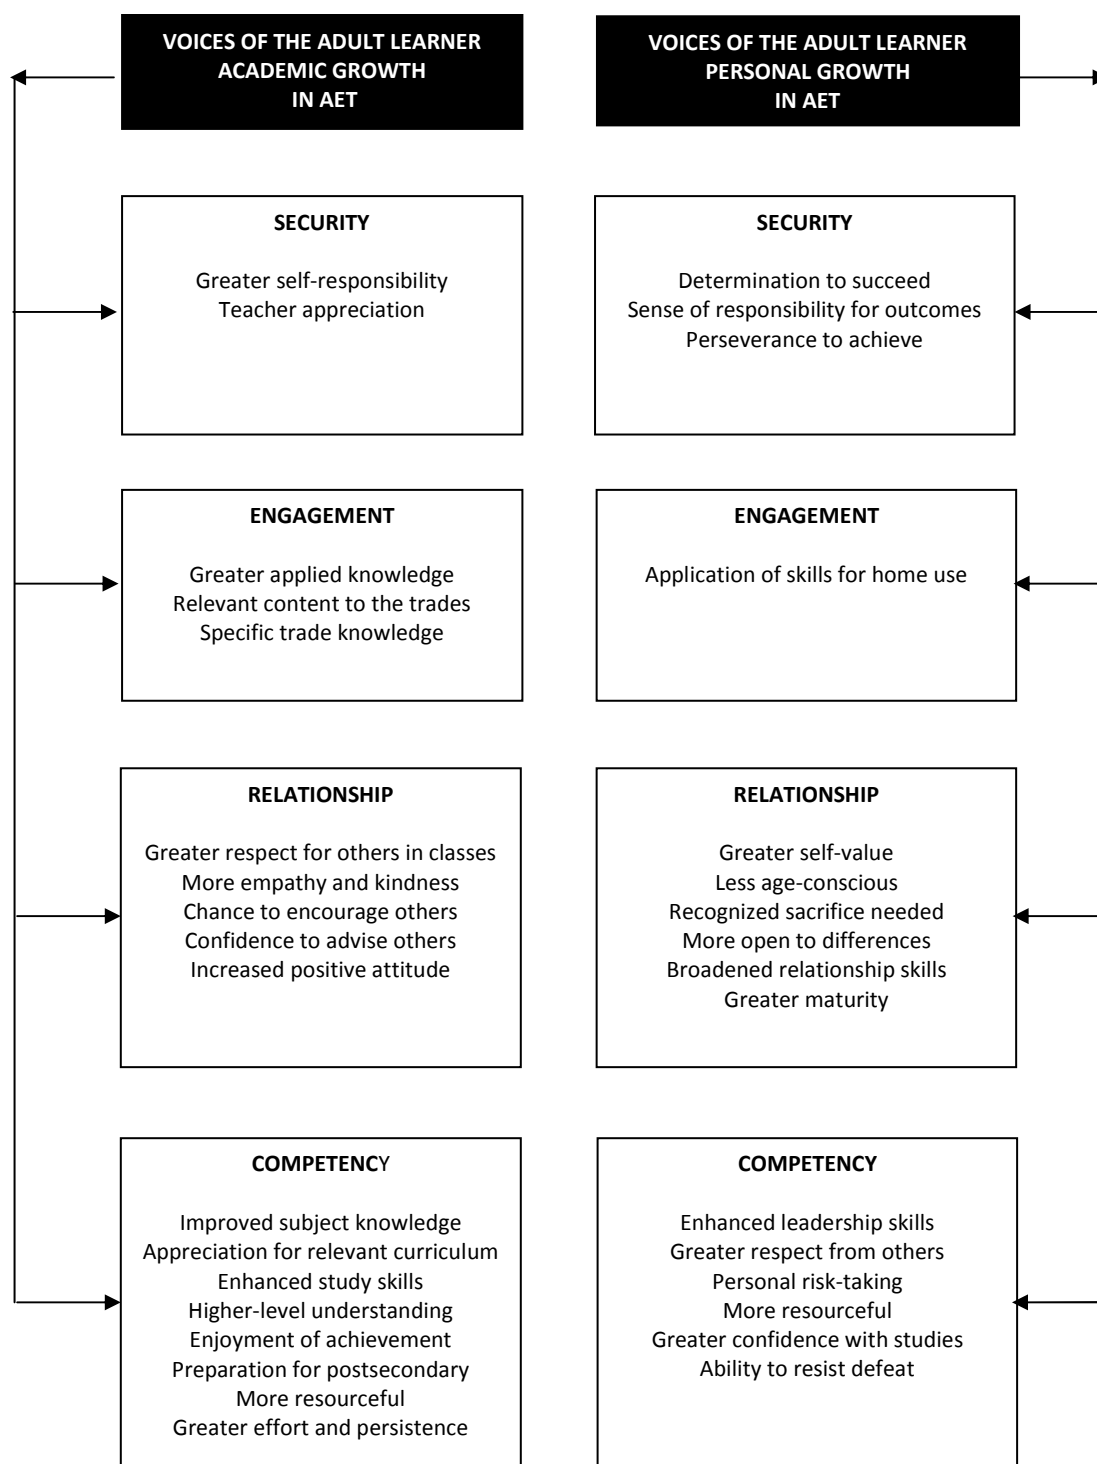 VOICES OF THE ADULT LEARNER
ACADEMIC GROWTH
IN AET
VOICES OF THE ADULT LEARNER
PERSONAL GROWTH
IN AET
SECURITY
Greater self-responsibility
Teacher appreciation
SECURITY
Determination to succeed
Sense of responsibility for outcomes
Perseverance to achieve
ENGAGEMENT
Greater applied knowledge
Relevant content to the trades
Specific trade knowledge
ENGAGEMENT
Application of skills for home use
RELATIONSHIP
Greater respect for others in classes
More empathy and kindness
Chance to encourage others
Confidence to advise others
Increased positive attitude
RELATIONSHIP
Greater self-value
Less age-conscious
Recognized sacrifice needed
More open to differences
Broadened relationship skills
Greater maturity
COMPETENCY
Improved subject knowledge
Appreciation for relevant curriculum
Enhanced study skills
Higher-level understanding
Enjoyment of achievement
Preparation for postsecondary
More resourceful
Greater effort and persistence
COMPETENCY
Enhanced leadership skills
Greater respect from others
Personal risk-taking
More resourceful
Greater confidence with studies
Ability to resist defeat